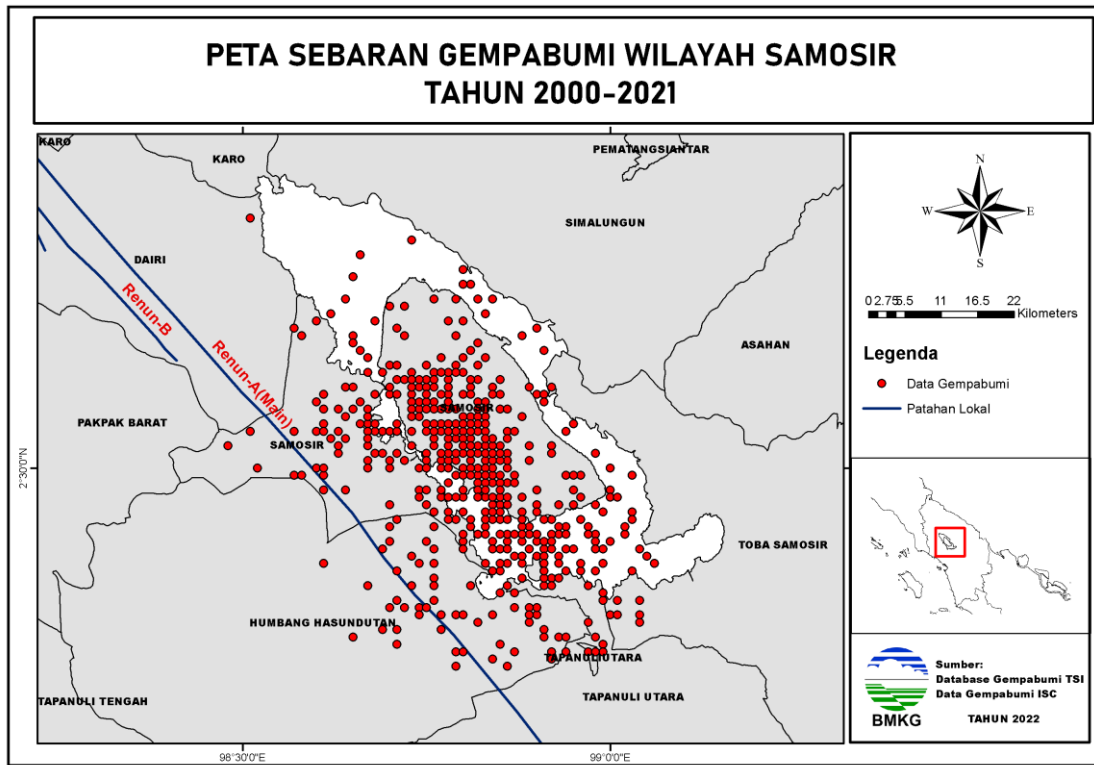 PETA SEBARAN GEMPABUMI WILAYAH SAMOSIR
TAHUN 2000-2021
KARO
KARO
PEMATANGSIANTAR
SIMALUNGUN
DAIRI
Renun-B
Renun-A(Main)
ASAHAN
PAKPAK BARAT
SAMOSIR
SAMOSIR
2°30'0"N
TOBA SAMOSIR
HUMBANG HASUNDUTAN
TAPANULI UTARA
TAPANULI TENGAH
TAPANULI UTARA
98°30'0"E
99°0'0"E
N
W
E
S
0 2.75 5.5 11 16.5 22
Kilometers
Legenda
Data Gempabumi
Patahan Lokal
BMKG
Sumber:
Database Gempabumi TSI
Data Gempabumi ISC
TAHUN 2022